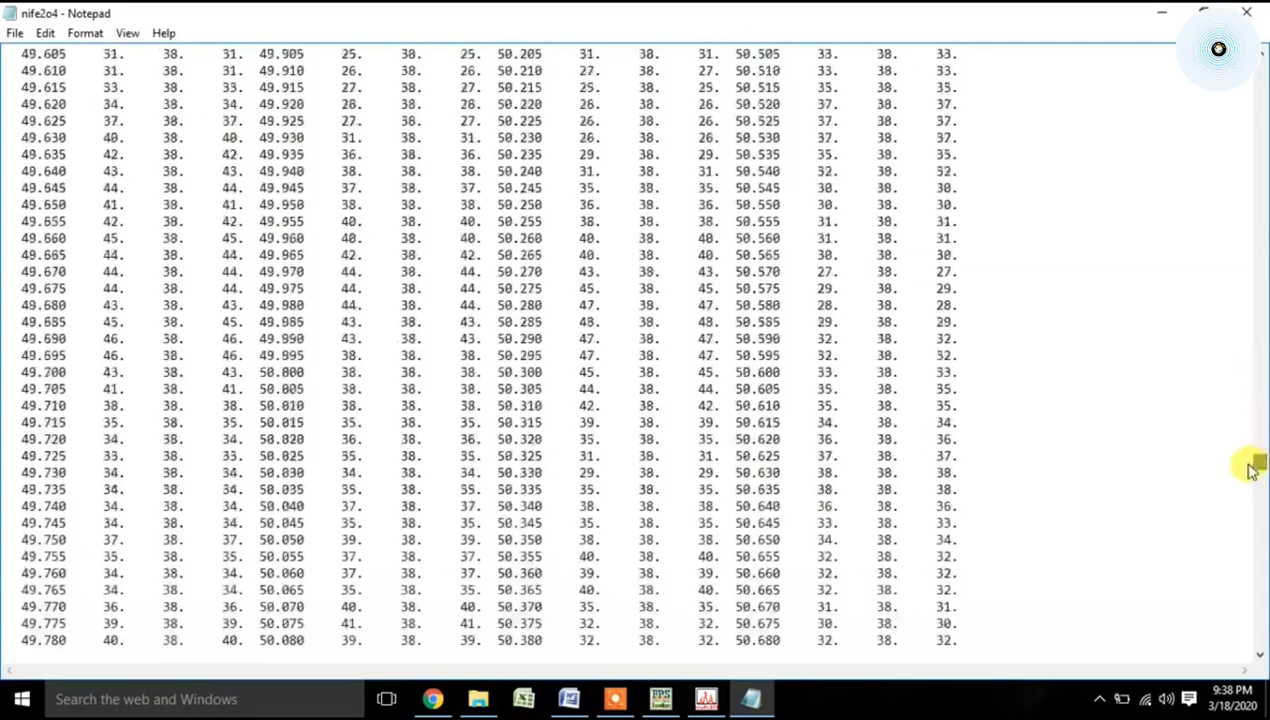 nife2o4 - Notepad
File Edit Format View Help
49.605 31. 38. 31. 49.905 25. 38. 25. 50.205 31. 38. 31. 50.505 33. 38. 33.
49.610 31. 38. 31. 49.910 26. 38. 26. 50.210 27. 38. 27. 50.510 33. 38. 33.
49.615 33. 38. 33. 49.915 27. 38. 27. 50.215 25. 38. 25. 50.515 35. 38. 35.
49.620 34. 38. 34. 49.920 28. 38. 28. 50.220 26. 38. 26. 50.520 37. 38. 37.
49.625 37. 38. 37. 49.925 27. 38. 27. 50.225 26. 38. 26. 50.525 37. 38. 37.
49.630 40. 38. 40. 49.930 31. 38. 31. 50.230 26. 38. 26. 50.530 37. 38. 37.
49.635 42. 38. 42. 49.935 36. 38. 36. 50.235 29. 38. 29. 50.535 35. 38. 35.
49.640 43. 38. 43. 49.940 38. 38. 38. 50.240 31. 38. 31. 50.540 32. 38. 32.
49.645 44. 38. 44. 49.945 37. 38. 37. 50.245 35. 38. 35. 50.545 30. 38. 30.
49.650 41. 38. 41. 49.950 38. 38. 38. 50.250 36. 38. 36. 50.550 30. 38. 30.
49.655 42. 38. 42. 49.955 40. 38. 40. 50.255 38. 38. 38. 50.555 31. 38. 31.
49.660 45. 38. 45. 49.960 40. 38. 40. 50.260 40. 38. 40. 50.560 31. 38. 31.
49.665 44. 38. 44. 49.965 42. 38. 42. 50.265 40. 38. 40. 50.565 30. 38. 30.
49.670 44. 38. 44. 49.970 44. 38. 44. 50.270 43. 38. 43. 50.570 27. 38. 27.
49.675 44. 38. 44. 49.975 44. 38. 44. 50.275 45. 38. 45. 50.575 29. 38. 29.
49.680 43. 38. 43. 49.980 44. 38. 44. 50.280 47. 38. 47. 50.580 28. 38. 28.
49.685 45. 38. 45. 49.985 43. 38. 43. 50.285 48. 38. 48. 50.585 29. 38. 29.
49.690 46. 38. 46. 49.990 43. 38. 43. 50.290 47. 38. 47. 50.590 32. 38. 32.
49.695 46. 38. 46. 49.995 38. 38. 38. 50.295 47. 38. 47. 50.595 32. 38. 32.
49.700 43. 38. 43. 50.000 38. 38. 38. 50.300 45. 38. 45. 50.600 33. 38. 33.
49.705 41. 38. 41. 50.005 38. 38. 38. 50.305 44. 38. 44. 50.605 35. 38. 35.
49.710 38. 38. 38. 50.010 38. 38. 38. 50.310 42. 38. 42. 50.610 35. 38. 35.
49.715 35. 38. 35. 50.015 35. 38. 35. 50.315 39. 38. 39. 50.615 34. 38. 34.
49.720 34. 38. 34. 50.020 36. 38. 36. 50.320 35. 38. 35. 50.620 36. 38. 36.
49.725 33. 38. 33. 50.025 35. 38. 35. 50.325 31. 38. 31. 50.625 37. 38. 37.
49.730 34. 38. 34. 50.030 34. 38. 34. 50.330 29. 38. 29. 50.630 38. 38. 38.
49.735 34. 38. 34. 50.035 35. 38. 35. 50.335 35. 38. 35. 50.635 38. 38. 38.
49.740 34. 38. 34. 50.040 37. 38. 37. 50.340 38. 38. 38. 50.640 36. 38. 36.
49.745 34. 38. 34. 50.045 35. 38. 35. 50.345 35. 38. 35. 50.645 33. 38. 33.
49.750 37. 38. 37. 50.050 39. 38. 39. 50.350 38. 38. 38. 50.650 34. 38. 34.
49.755 35. 38. 35. 50.055 37. 38. 37. 50.355 40. 38. 40. 50.655 32. 38. 32.
49.760 34. 38. 34. 50.060 37. 38. 37. 50.360 39. 38. 39. 50.660 32. 38. 32.
49.765 34. 38. 34. 50.065 35. 38. 35. 50.365 40. 38. 40. 50.665 32. 38. 32.
49.770 36. 38. 36. 50.070 40. 38. 40. 50.370 35. 38. 35. 50.670 31. 38. 31.
49.775 39. 38. 39. 50.075 41. 38. 41. 50.375 32. 38. 32. 50.675 30. 38. 30.
49.780 40. 38. 40. 50.080 39. 38. 39. 50.380 32. 38. 32. 50.680 32. 38. 32.
Search the web and Windows
9:38 PM
3/18/2020